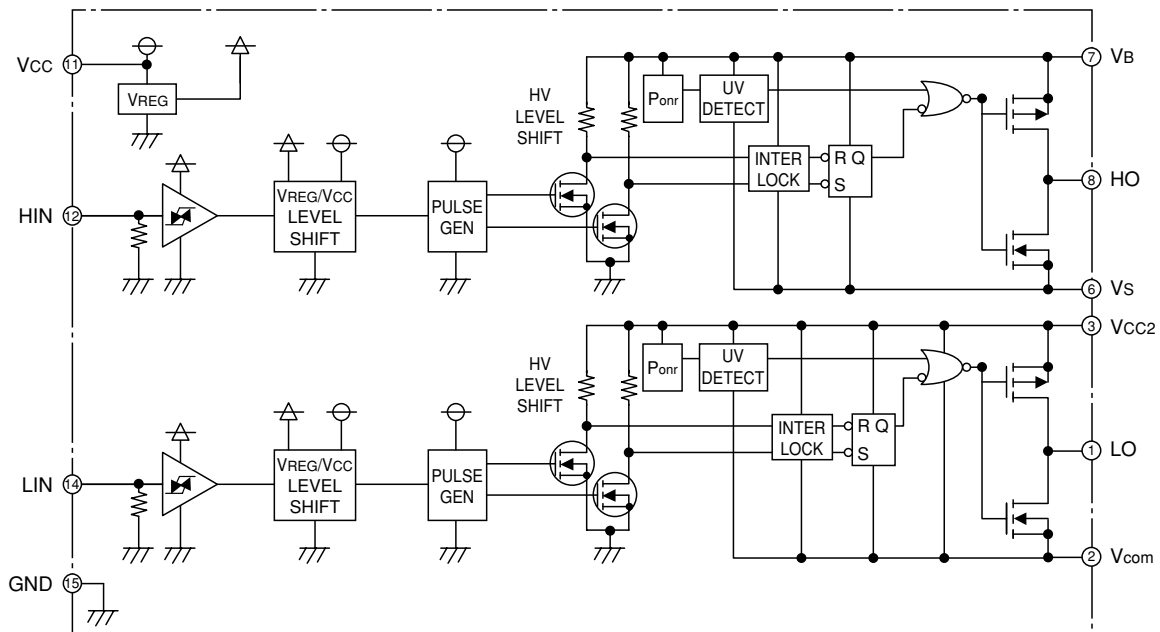 VCC 11
VREG
HIN 12
VREG/VCC
LEVEL
SHIFT
PULSE
GEN
HV
LEVEL
SHIFT
Ponr
UV
DETECT
INTER
LOCK
R Q
S
7 VB
8 HO
6 VS
LIN 14
VREG/VCC
LEVEL
SHIFT
PULSE
GEN
HV
LEVEL
SHIFT
Ponr
UV
DETECT
INTER
LOCK
R Q
S
3 VCC2
1 LO
2 Vcom
GND 15